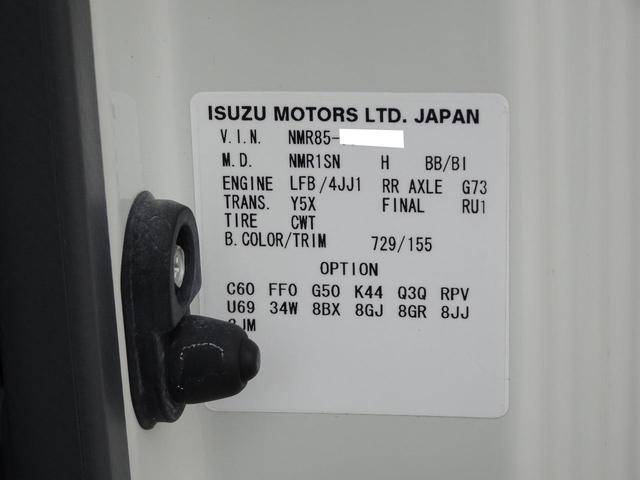 ISUZU MOTORS LTD. JAPAN
V.I.N. NMR85-
M.D. NMR1SN H BB/BI
ENGINE LFB/4JJ1 RR AXLE G73
TRANS. Y5X FINAL RU1
TIRE CWT
B.COLOR/TRIM 729/155
OPTION
C60 FF0 G50 K44 Q3Q RPV
U69 34W 8BX 8GJ 8GR 8JJ